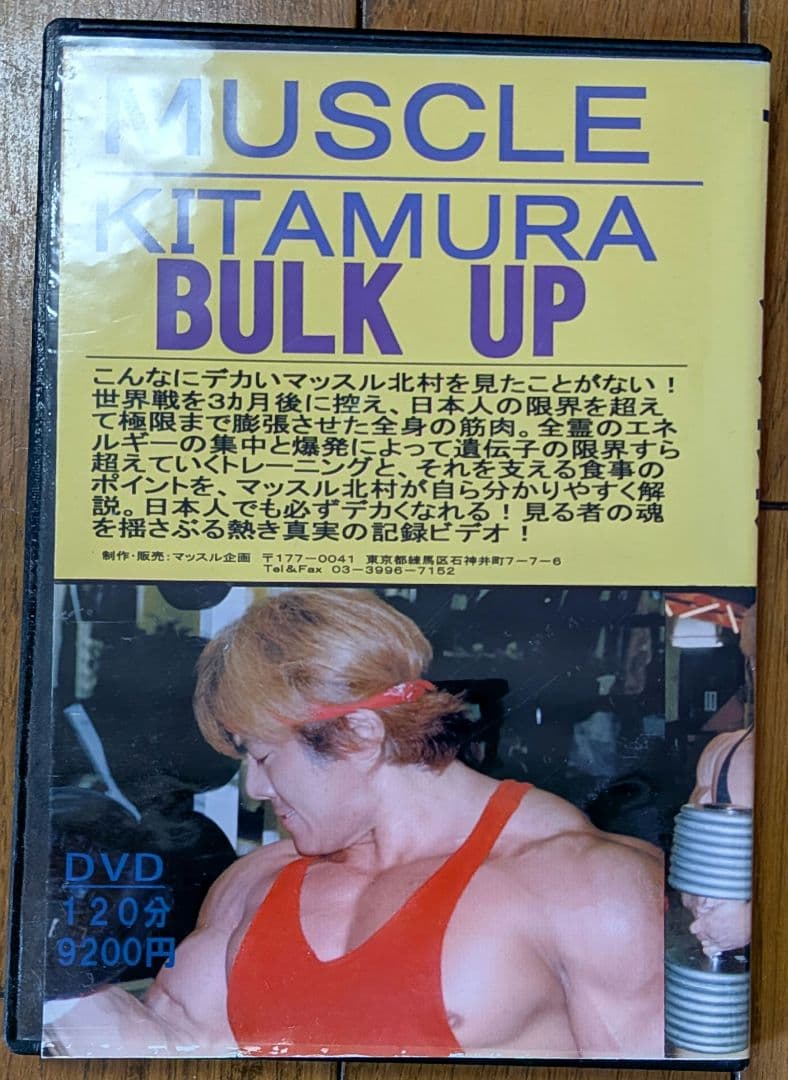 MUSCLE
KITAMURA
BULK UP
こんなにデカいマッスル北村を見たことがない！
世界戦を3ヵ月後に控え、日本人の限界を超え
て極限まで膨張させた全身の筋肉。全霊のエネ
ルギーの集中と爆発によって遺伝子の限界すら
超えていくトレーニングと、それを支える食事の
ポイントを、マッスル北村が自ら分かりやすく解
説。日本人でも必ずデカくなれる！見る者の魂
を揺さぶる熱き真実の記録ビデオ！
制作・販売：マッスル企画 〒177－0041 東京都練馬区石神井町7－7－6
Tel&Fax 03－3996－7152
DVD
120分
9200円